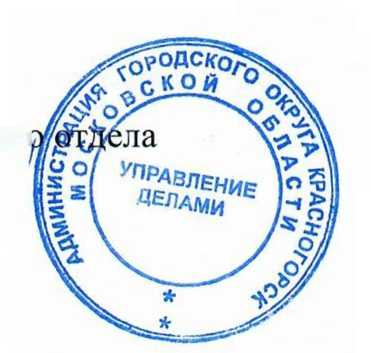 АДМИНИСТРАЦИЯ ГОРОДСКОГО ОКРУГА КРАСНОГОРСК
МОСКОВСКОЙ ОБЛАСТИ
отдела
УПРАВЛЕНИЕ
ДЕЛАМИ